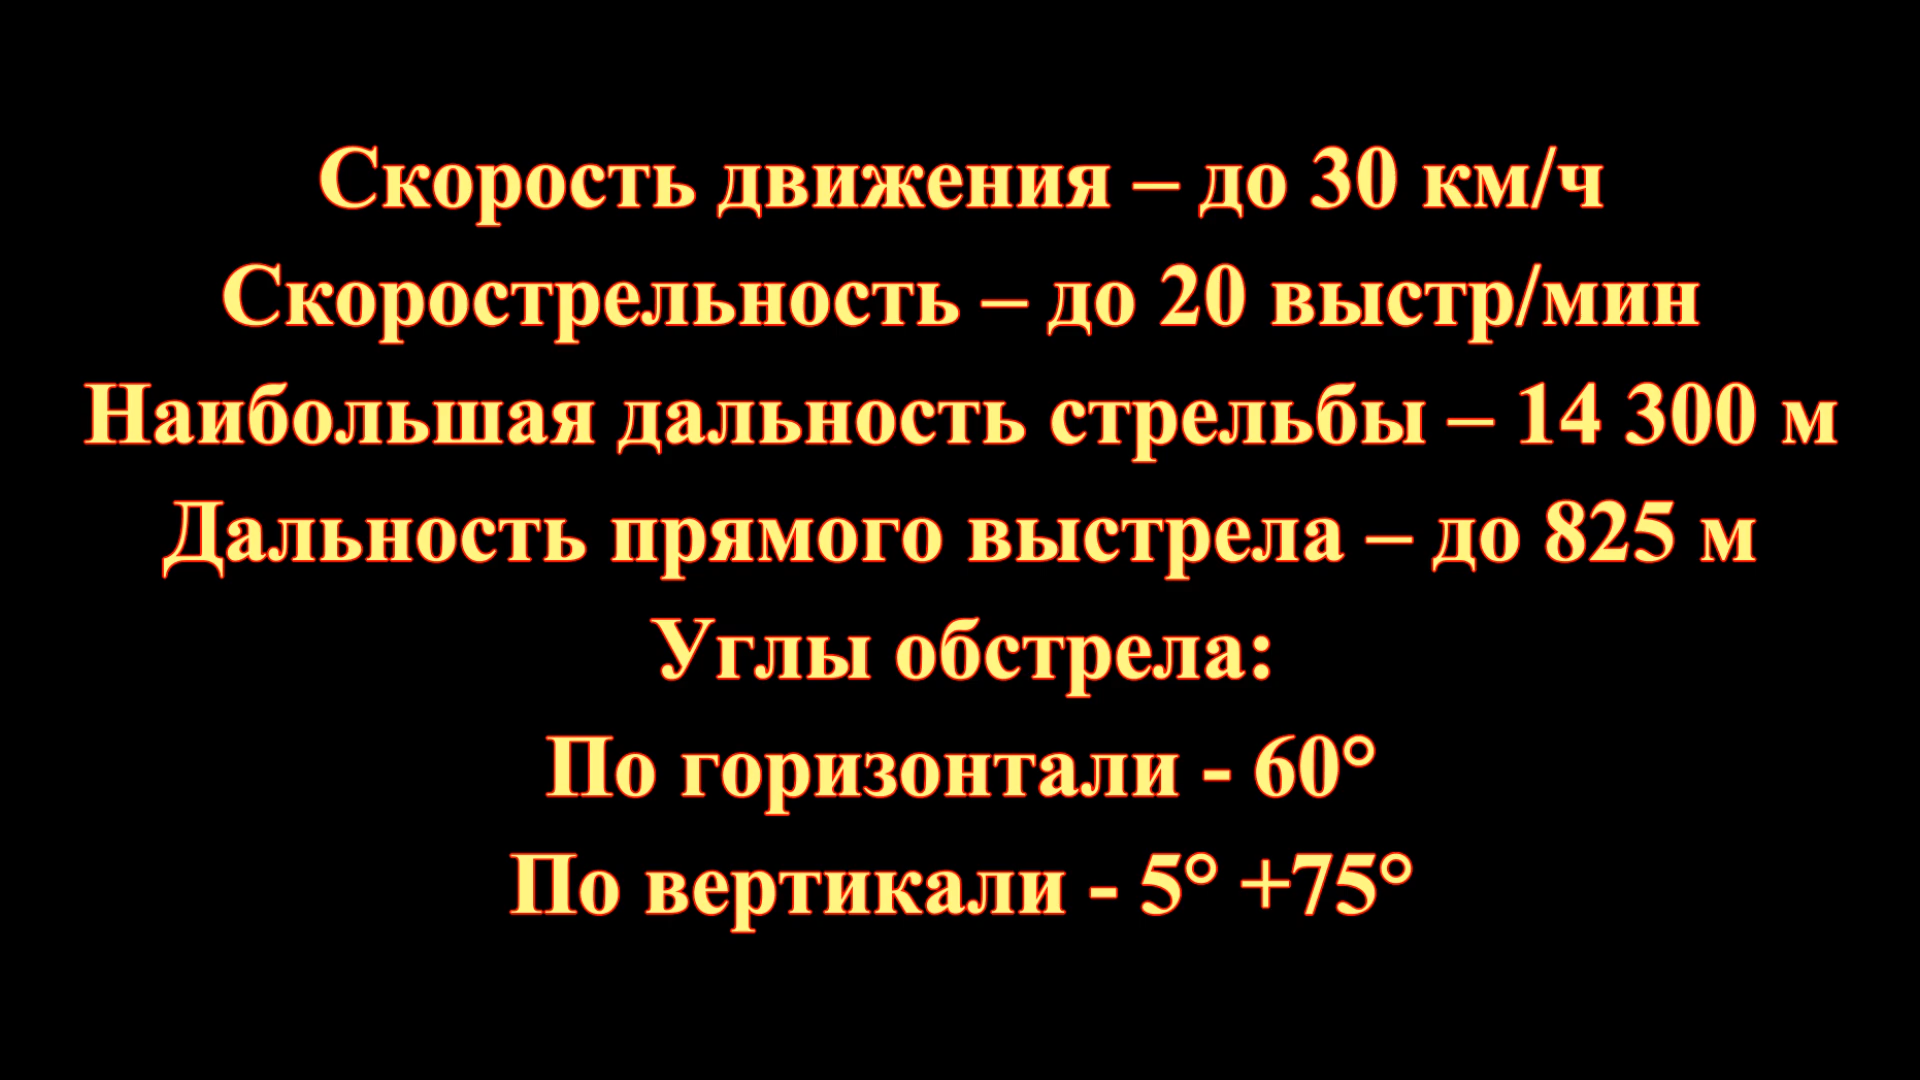 Скорость движения – до 30 км/ч
Скорострельность – до 20 выстр/мин
Наибольшая дальность стрельбы – 14 300 м
Дальность прямого выстрела – до 825 м
Углы обстрела:
По горизонтали - 60°
По вертикали - 5° +75°